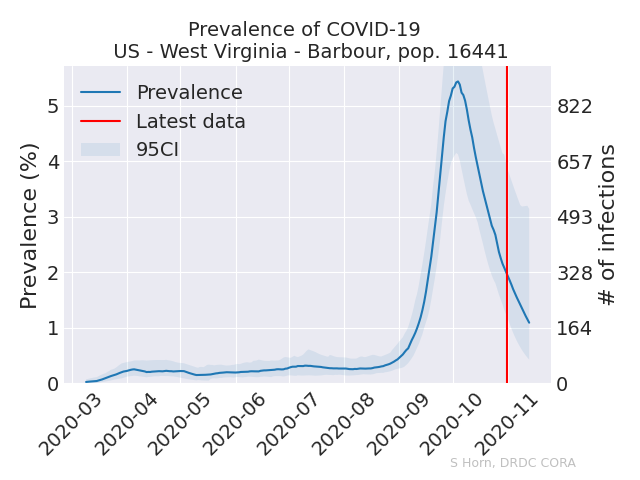 Prevalence of COVID-19
US - West Virginia - Barbour, pop. 16441
Prevalence
Latest data
95CI
Prevalence (%)
5
4
3
2
1
0
822
657
493
328
164
0
# of infections
2020-03
2020-04
2020-05
2020-06
2020-07
2020-08
2020-09
2020-10
2020-11
S Horn, DRDC CORA